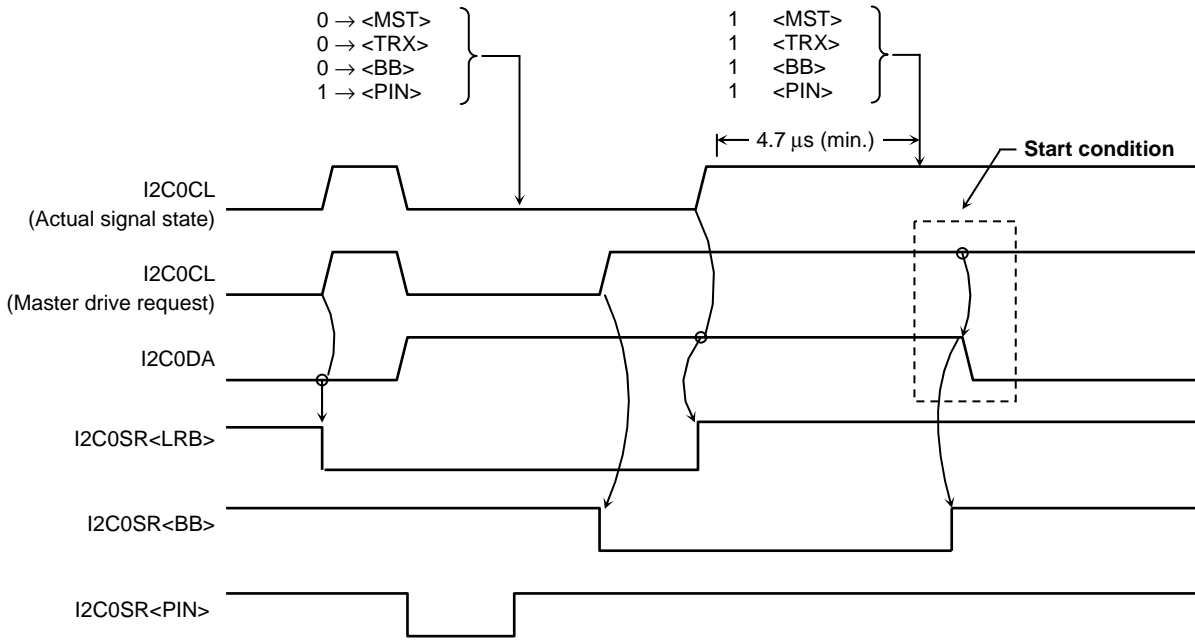 0 → <MST>
0 → <TRX>
0 → <BB>
1 → <PIN>
1 <MST>
1 <TRX>
1 <BB>
1 <PIN>
4.7 μs (min.)
Start condition
I2C0CL
(Actual signal state)
I2C0CL
(Master drive request)
I2C0DA
I2C0SR<LRB>
I2C0SR<BB>
I2C0SR<PIN>